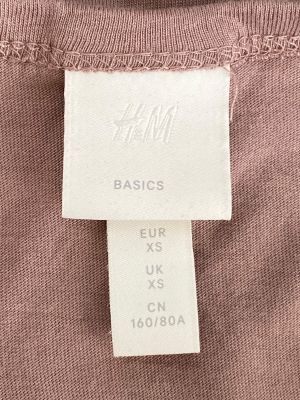 H&M
BASICS
EUR
XS
UK
XS
CN
160/80A